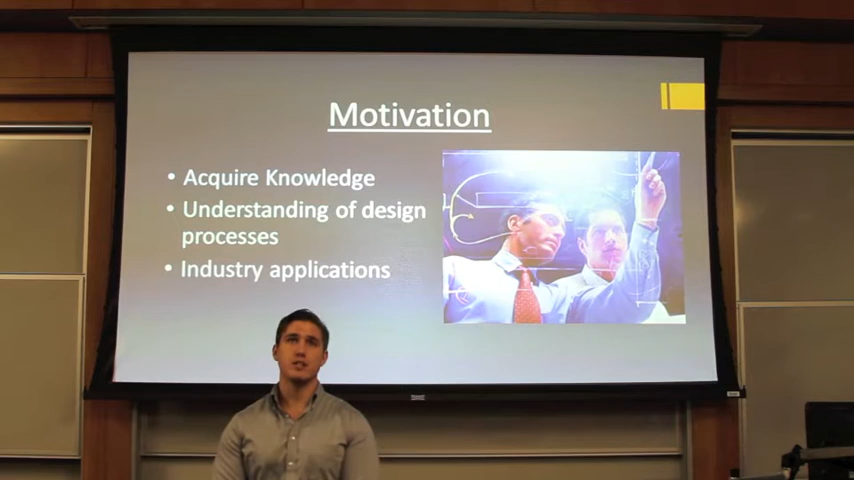 Motivation
• Acquire Knowledge
• Understanding of design
processes
• Industry applications